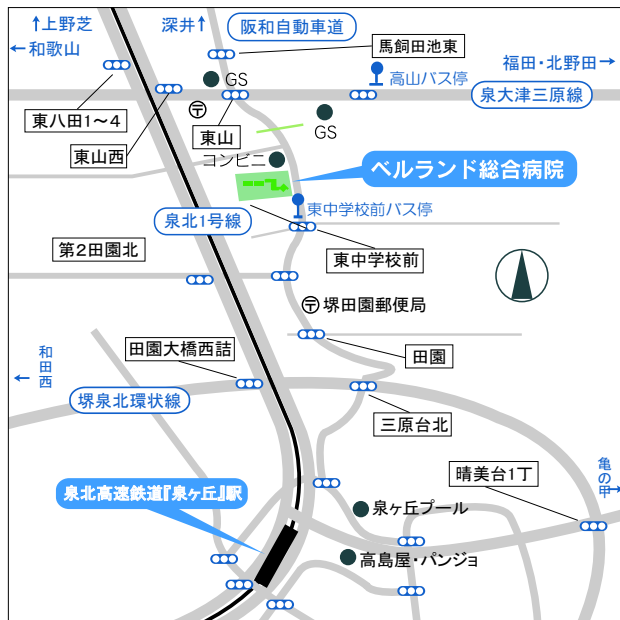 ↑上野芝
深井↑
阪和自動車道
←和歌山
馬飼田池東
福田・北野田→
高山バス停
GS
泉大津三原線
東八田1〜4
〒
東山
GS
東山西
コンビニ
ベルランド総合病院
泉北1号線
東中学校前バス停
第2田園北
東中学校前
〒堺田園郵便局
田園大橋西詰
田園
和田西
←
堺泉北環状線
三原台北
晴美台1丁
亀の甲
→
泉北高速鉄道『泉ヶ丘』駅
泉ヶ丘プール
高島屋・パンジョ